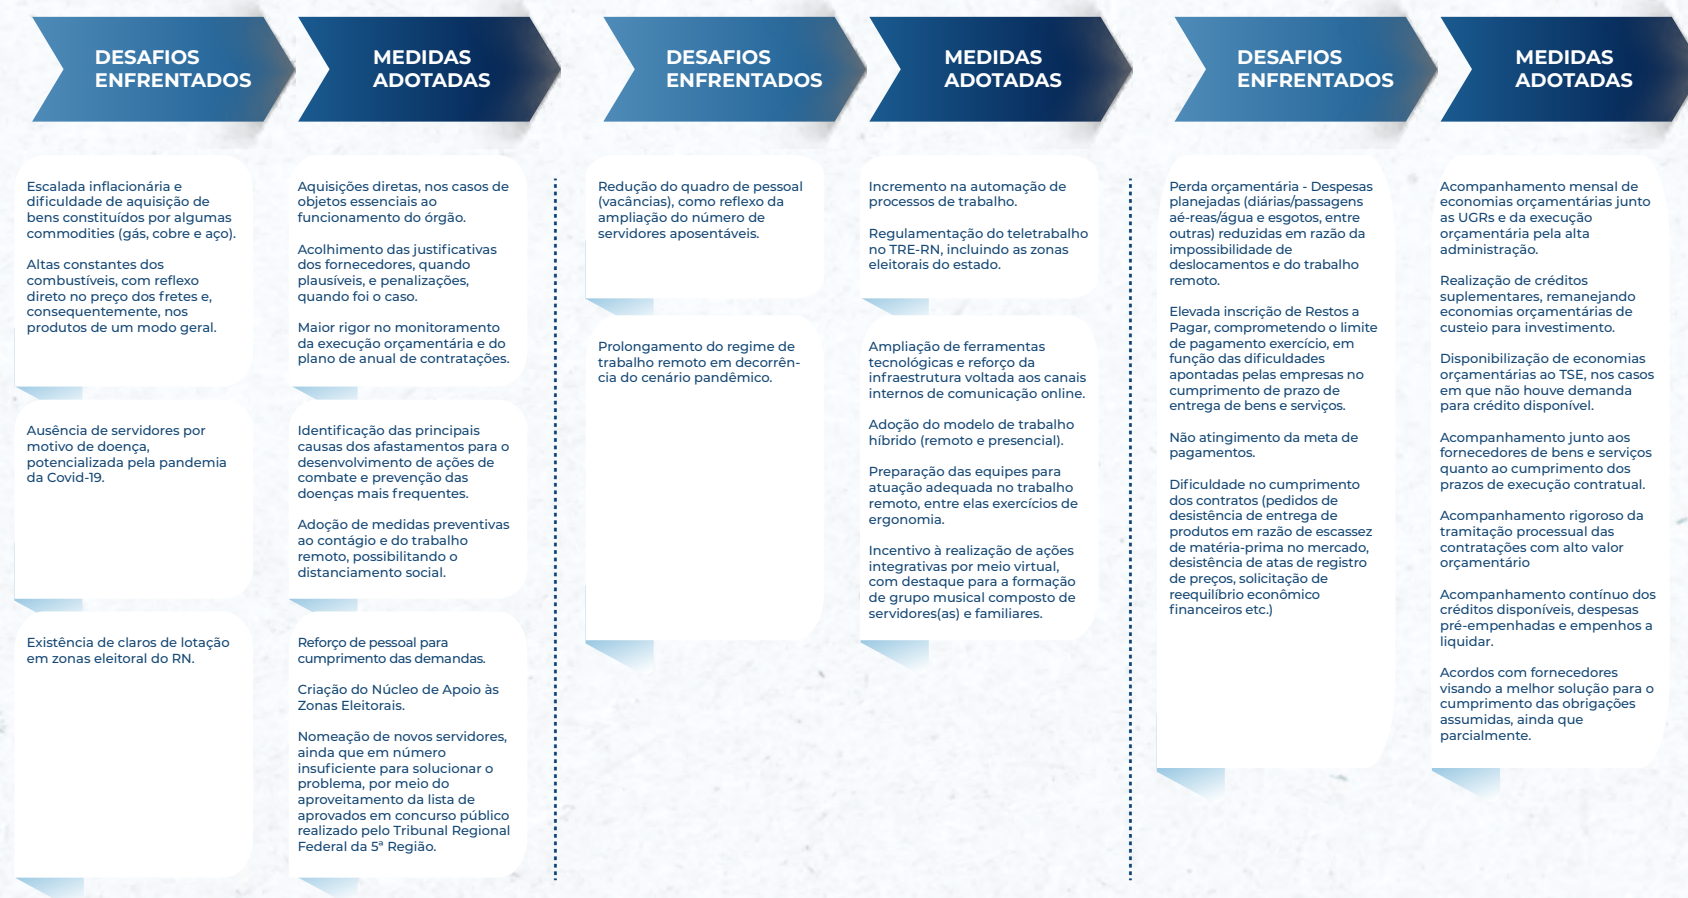 DESAFIOS
ENFRENTADOS
MEDIDAS
ADOTADAS
Escalada inflacionária e
dificuldade de aquisição de
bens constituídos por algumas
commodities (gás, cobre e aço).
Altas constantes dos
combustíveis, com reflexo
direto no preço dos fretes e,
consequentemente, nos
produtos de um modo geral.
Aquisições diretas, nos casos de
objetos essenciais ao
funcionamento do órgão.
Acolhimento das justificativas
dos fornecedores, quando
plausíveis, e penalizações,
quando foi o caso.
Maior rigor no monitoramento
da execução orçamentária e do
plano de anual de contratações.
Ausência de servidores por
motivo de doença,
potencializada pela pandemia
da Covid-19.
Identificação das principais
causas dos afastamentos para o
desenvolvimento de ações de
combate e prevenção das
doenças mais frequentes.
Adoção de medidas preventivas
ao contágio e do trabalho
remoto, possibilitando o
distanciamento social.
Existência de claros de lotação
em zonas eleitoral do RN.
Reforço de pessoal para
cumprimento das demandas.
Criação do Núcleo de Apoio às
Zonas Eleitorais.
Nomeação de novos servidores,
ainda que em número
insuficiente para solucionar o
problema, por meio do
aproveitamento da lista de
aprovados em concurso público
realizado pelo Tribunal Regional
Federal da 5ª Região.
DESAFIOS
ENFRENTADOS
MEDIDAS
ADOTADAS
Redução do quadro de pessoal
(vacâncias), como reflexo da
ampliação do número de
servidores aposentáveis.
Incremento na automação de
processos de trabalho.
Regulamentação do teletrabalho
no TRE-RN, incluindo as zonas
eleitorais do estado.
Prolongamento do regime de
trabalho remoto em decorrên-
cia do cenário pandêmico.
Ampliação de ferramentas
tecnológicas e reforço da
infraestrutura voltada aos canais
internos de comunicação online.
Adoção do modelo de trabalho
híbrido (remoto e presencial).
Preparação das equipes para
atuação adequada no trabalho
remoto, entre elas exercícios de
ergonomia.
Incentivo à realização de ações
integrativas por meio virtual,
com destaque para a formação
de grupo musical composto de
servidores(as) e familiares.
DESAFIOS
ENFRENTADOS
MEDIDAS
ADOTADAS
Perda orçamentária - Despesas
planejadas (diárias/passagens
aé-reas/água e esgotos, entre
outras) reduzidas em razão da
impossibilidade de
deslocamentos e do trabalho
remoto.
Elevada inscrição de Restos a
Pagar, comprometendo o limite
de pagamento exercício, em
função das dificuldades
apontadas pelas empresas no
cumprimento de prazo de
entrega de bens e serviços.
Não atingimento da meta de
pagamentos.
Dificuldade no cumprimento
dos contratos (pedidos de
desistência de entrega de
produtos em razão de escassez
de matéria-prima no mercado,
desistência de atas de registro
de preços, solicitação de
reequilíbrio econômico
financeiros etc.)
Acompanhamento mensal de
economias orçamentárias junto
as UGRs e da execução
orçamentária pela alta
administração.
Realização de créditos
suplementares, remanejando
economias orçamentárias de
custeio para investimento.
Disponibilização de economias
orçamentárias ao TSE, nos casos
em que não houve demanda
para crédito disponível.
Acompanhamento junto aos
fornecedores de bens e serviços
quanto ao cumprimento dos
prazos de execução contratual.
Acompanhamento rigoroso da
tramitação processual das
contratações com alto valor
orçamentário
Acompanhamento contínuo dos
créditos disponíveis, despesas
pré-empenhadas e empenhos a
liquidar.
Acordos com fornecedores
visando a melhor solução para o
cumprimento das obrigações
assumidas, ainda que
parcialmente.